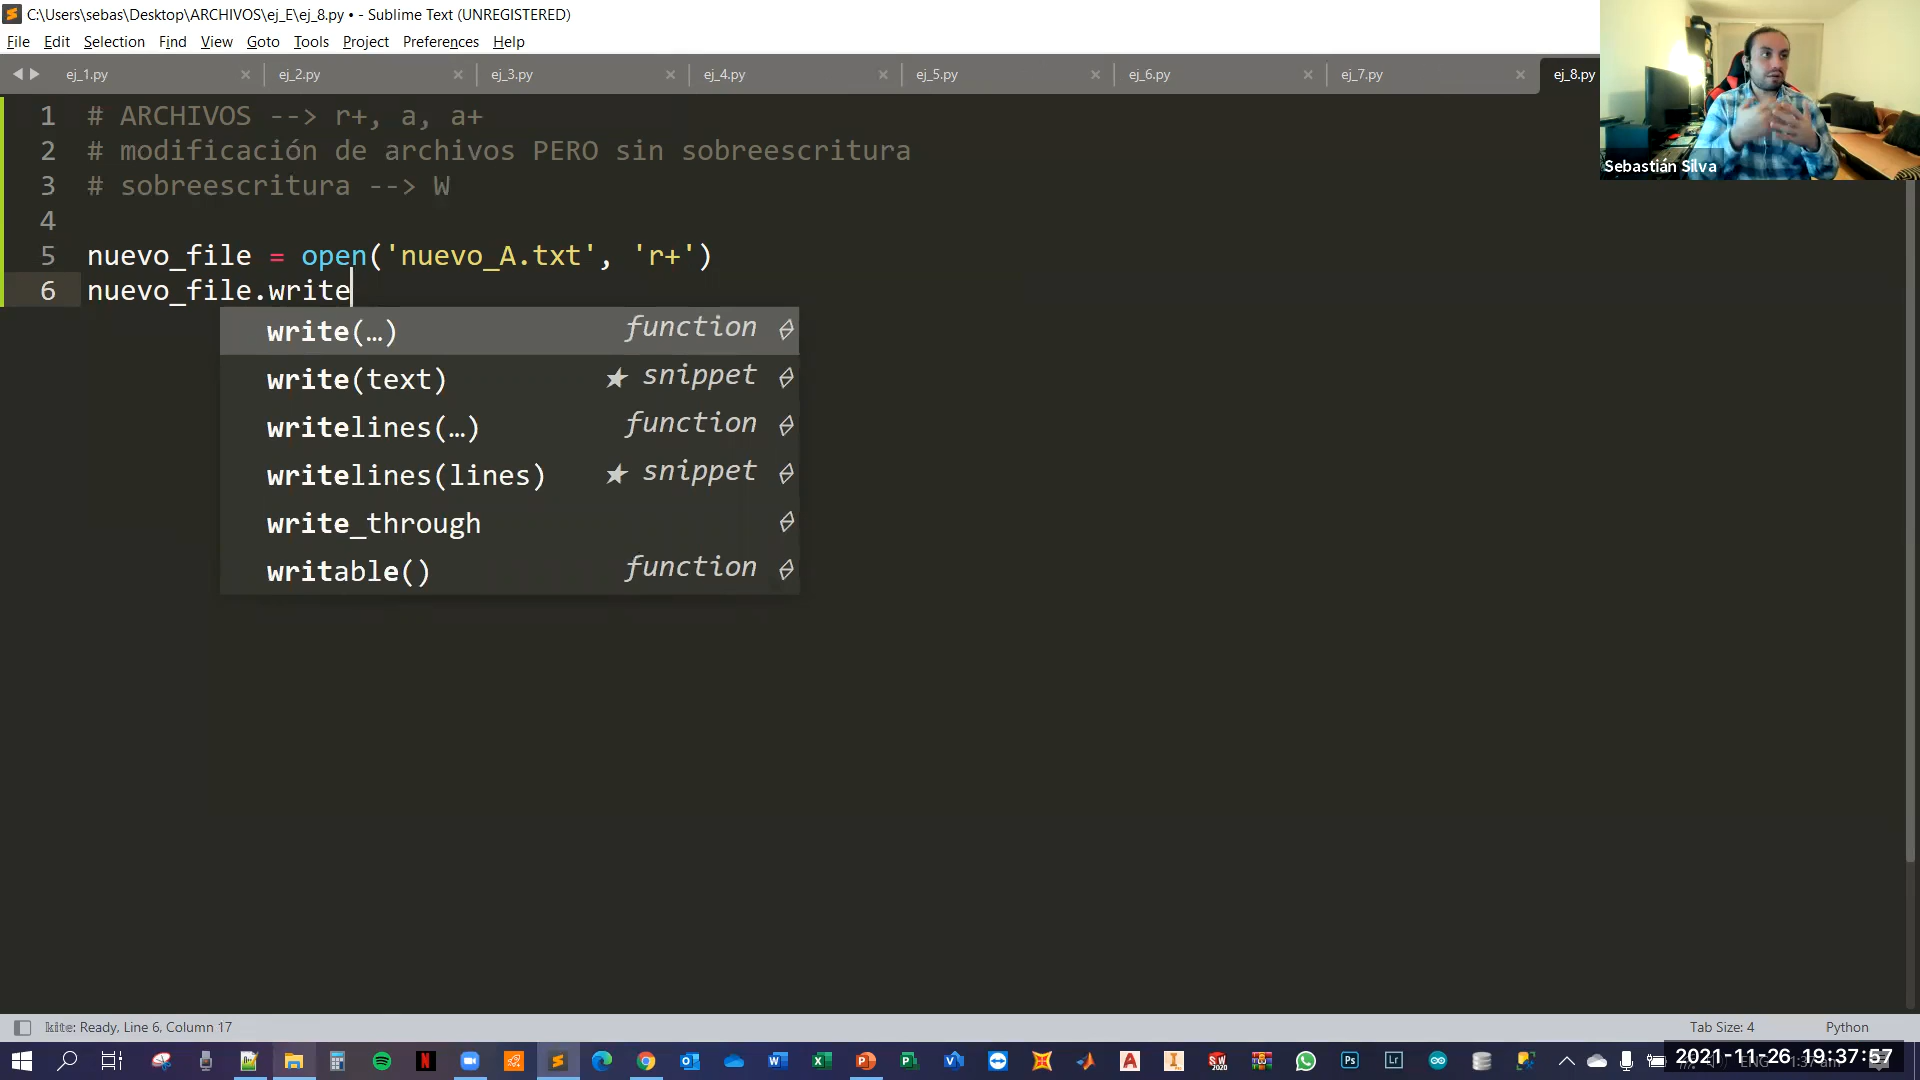 C:\Users\sebas\Desktop\ARCHIVOS\ej_E\ej_8.py • - Sublime Text (UNREGISTERED)
File Edit Selection Find View Goto Tools Project Preferences Help
ej_1.py × ej_2.py × ej_3.py × ej_4.py × ej_5.py × ej_6.py × ej_7.py × ej_8.py
Sebastián Silva
1 # ARCHIVOS --> r+, a, a+
2 # modificación de archivos PERO sin sobreescritura
3 # sobreescritura --> W
4
5 nuevo_file = open('nuevo_A.txt', 'r+')
6 nuevo_file.write
write(…) function
write(text) ★ snippet
writelines(…) function
writelines(lines) ★ snippet
write_through
writable() function
kite: Ready, Line 6, Column 17
Tab Size: 4 Python
2021-11-26 19:37:57